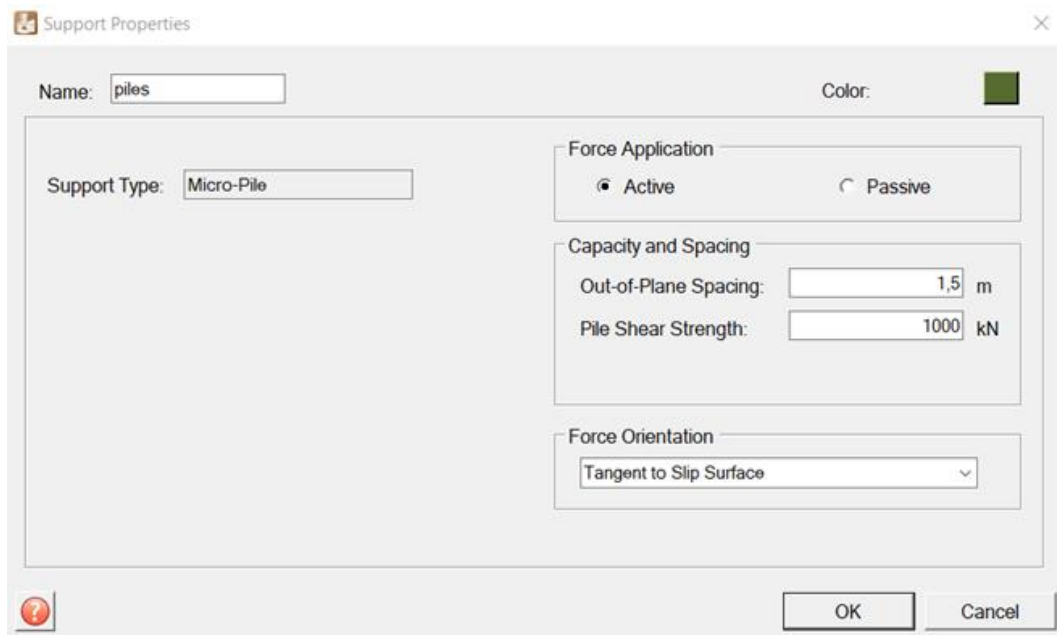 Support Properties
Name: piles
Color:
Support Type: Micro-Pile
Force Application
Active
Passive
Capacity and Spacing
Out-of-Plane Spacing: 1,5 m
Pile Shear Strength: 1000 kN
Force Orientation
Tangent to Slip Surface
?
OK
Cancel